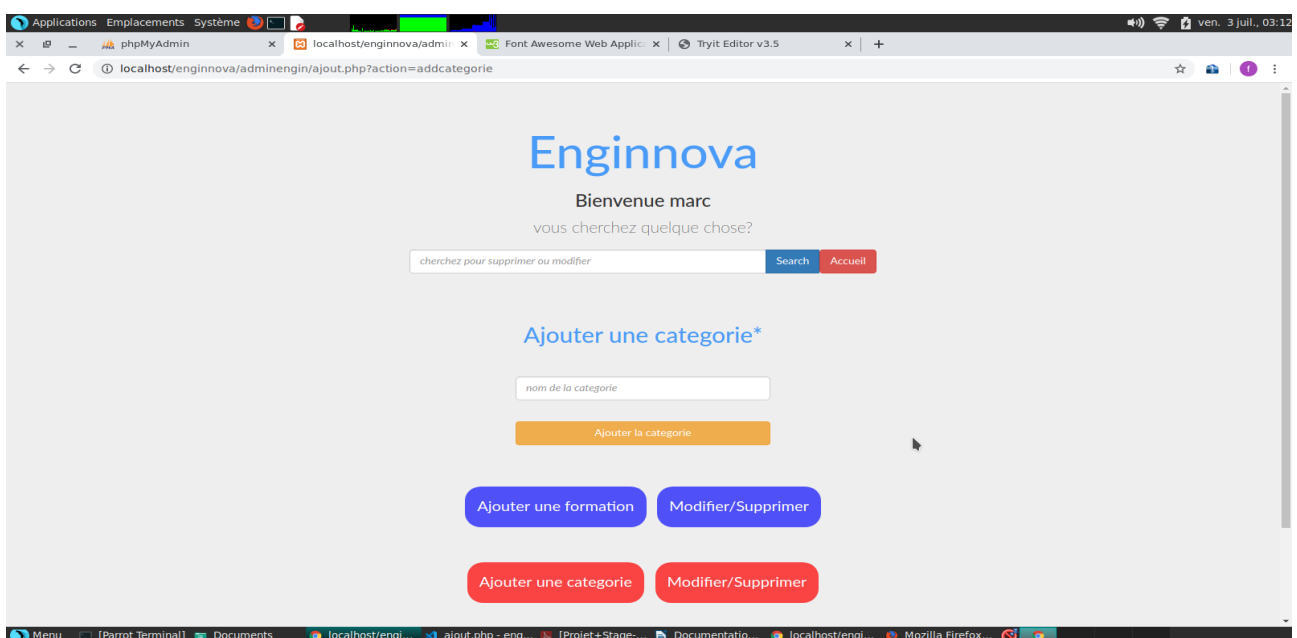 Applications Emplacements Système ven. 3 juil., 03:12
phpMyAdmin localhost/enginnova/admin Font Awesome Web Applic Tryit Editor v3.5
localhost/enginnova/adminengin/ajout.php?action=addcategorie f
Enginnova
Bienvenue marc
vous cherchez quelque chose?
cherchez pour supprimer ou modifier Search Accueil
Ajouter une categorie*
nom de la categorie
Ajouter la categorie
Ajouter une formation Modifier/Supprimer
Ajouter une categorie Modifier/Supprimer
Menu [Parrot Terminal] Documents localhost/engi... ajout.php - eng... [Projet+Stage-... Documentatio... localhost/engi... Mozilla Firefox...